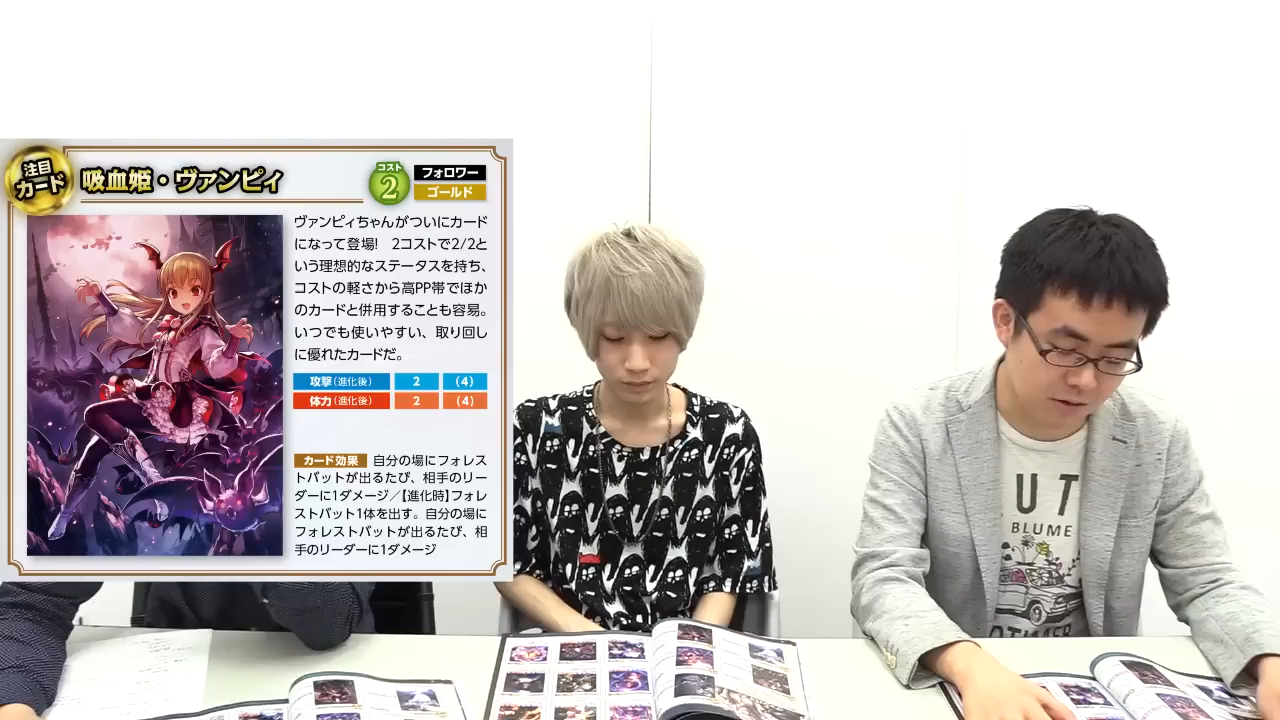 注目
カード
吸血姫・ヴァンピィ
コスト
2
フォロワー
ゴールド
ヴァンピィちゃんがついにカード
になって登場! 2コストで2/2と
いう理想的なステータスを持ち、
コストの軽さから高PP帯でほか
のカードと併用することも容易。
いつでも使いやすい、取り回し
に優れたカードだ。
攻撃(進化後) 2 (4)
体力(進化後) 2 (4)
カード効果 自分の場にフォレス
トバットが出るたび、相手のリー
ダーに1ダメージ／【進化時】フォレ
ストバット1体を出す。自分の場に
フォレストバットが出るたび、相
手のリーダーに1ダメージ
UT
BLUME